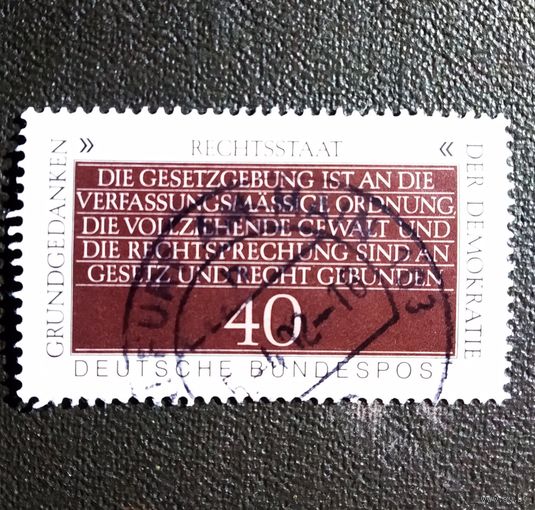 GRUNDGEDANKEN
» RECHTSSTAAT «
DER DEMOKRATIE
DIE GESETZGEBUNG IST AN DIE
VERFASSUNGSMÄSSIGE ORDNUNG,
DIE VOLLZIEHENDE GEWALT UND
DIE RECHTSPRECHUNG SIND AN
GESETZ UND RECHT GEBUNDEN
40
DEUTSCHE BUNDESPOST